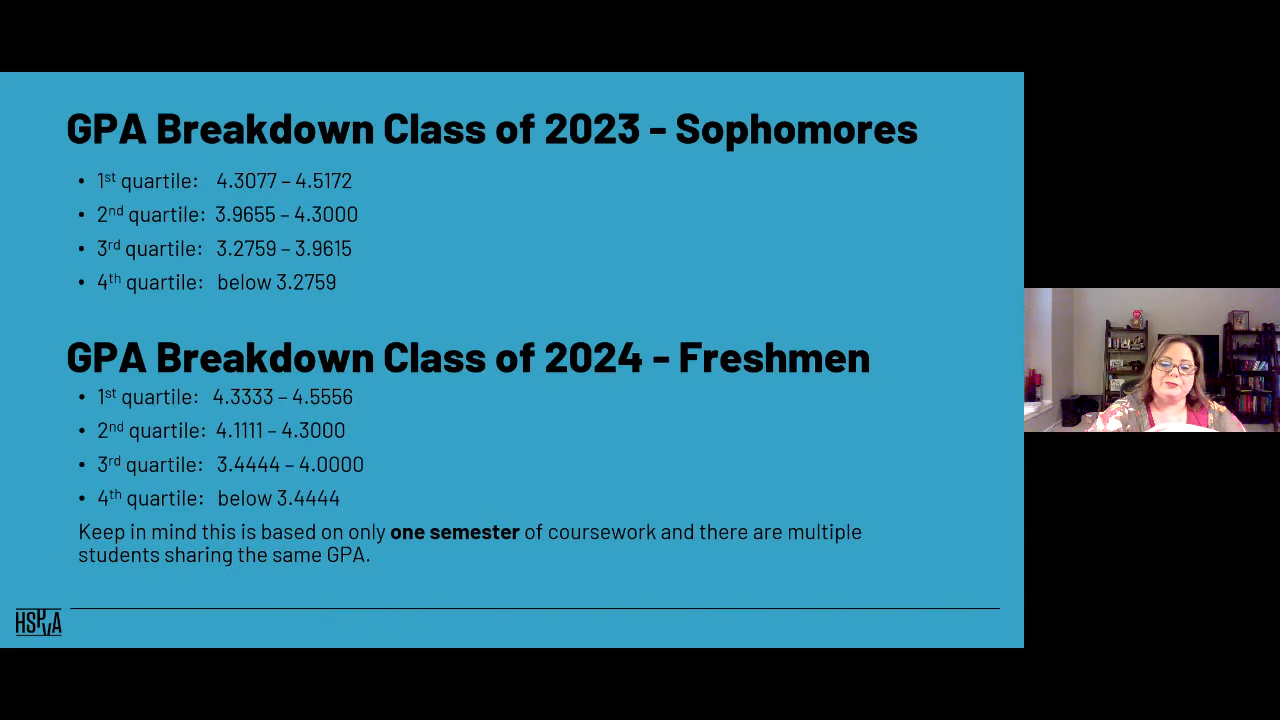 GPA Breakdown Class of 2023 - Sophomores
• 1st quartile: 4.3077 – 4.5172
• 2nd quartile: 3.9655 – 4.3000
• 3rd quartile: 3.2759 – 3.9615
• 4th quartile: below 3.2759
GPA Breakdown Class of 2024 - Freshmen
• 1st quartile: 4.3333 – 4.5556
• 2nd quartile: 4.1111 – 4.3000
• 3rd quartile: 3.4444 – 4.0000
• 4th quartile: below 3.4444
Keep in mind this is based on only one semester of coursework and there are multiple
students sharing the same GPA.
HSPVA